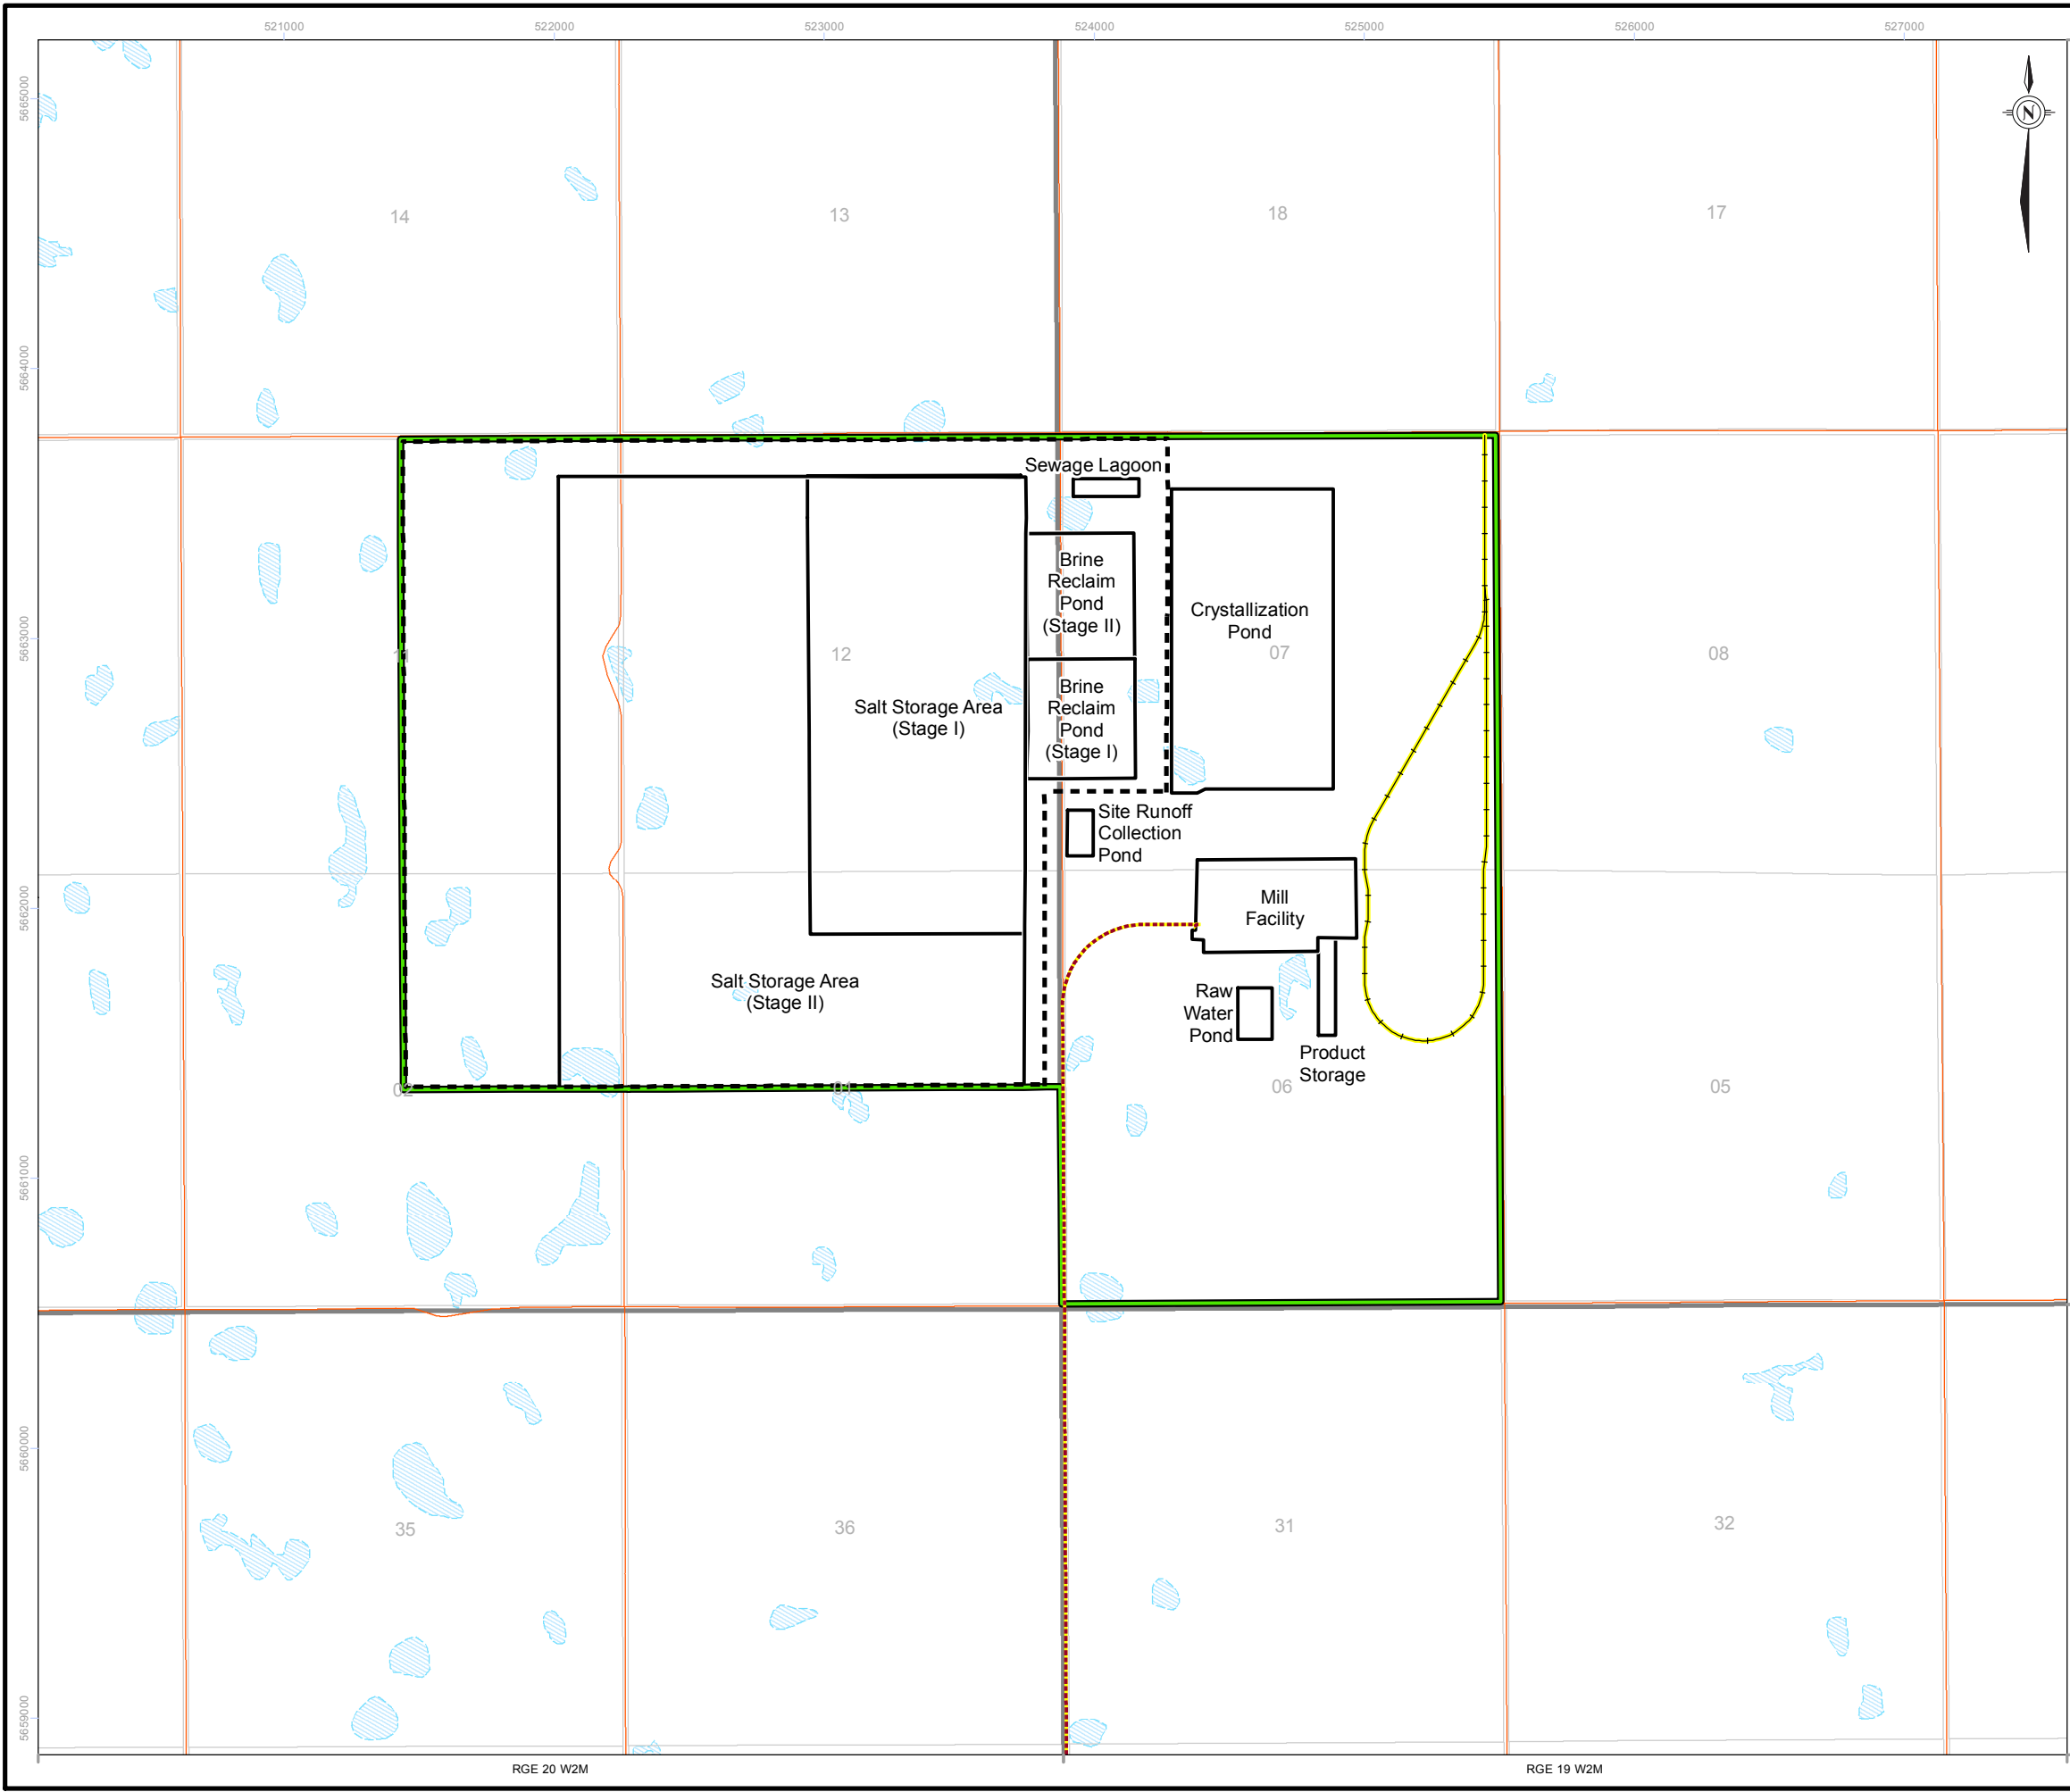 521000
522000
523000
524000
525000
526000
527000
5665000
5664000
5663000
5662000
5661000
5660000
5659000
N
14
13
18
17
Sewage Lagoon
Brine
Reclaim
Pond
(Stage II)
Crystallization
Pond
11
12
07
08
Brine
Reclaim
Pond
(Stage I)
Salt Storage Area
(Stage I)
Site Runoff
Collection
Pond
Mill
Facility
Salt Storage Area
(Stage II)
Raw
Water
Pond
Product
Storage
02
01
06
05
35
36
31
32
RGE 20 W2M
RGE 19 W2M